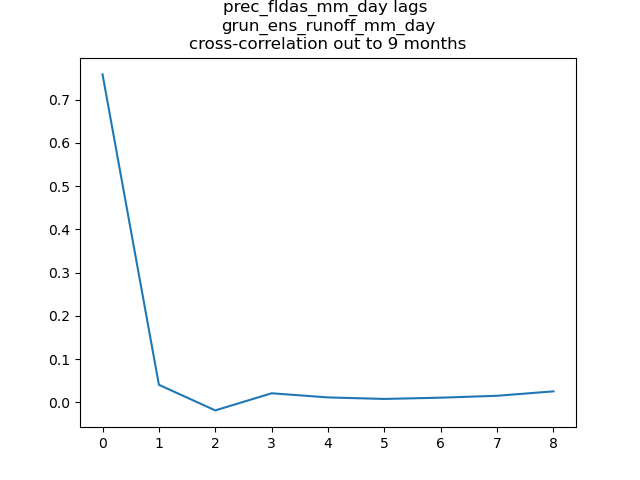 prec_fldas_mm_day lags
grun_ens_runoff_mm_day
cross-correlation out to 9 months
0.7
0.6
0.5
0.4
0.3
0.2
0.1
0.0
0 1 2 3 4 5 6 7 8